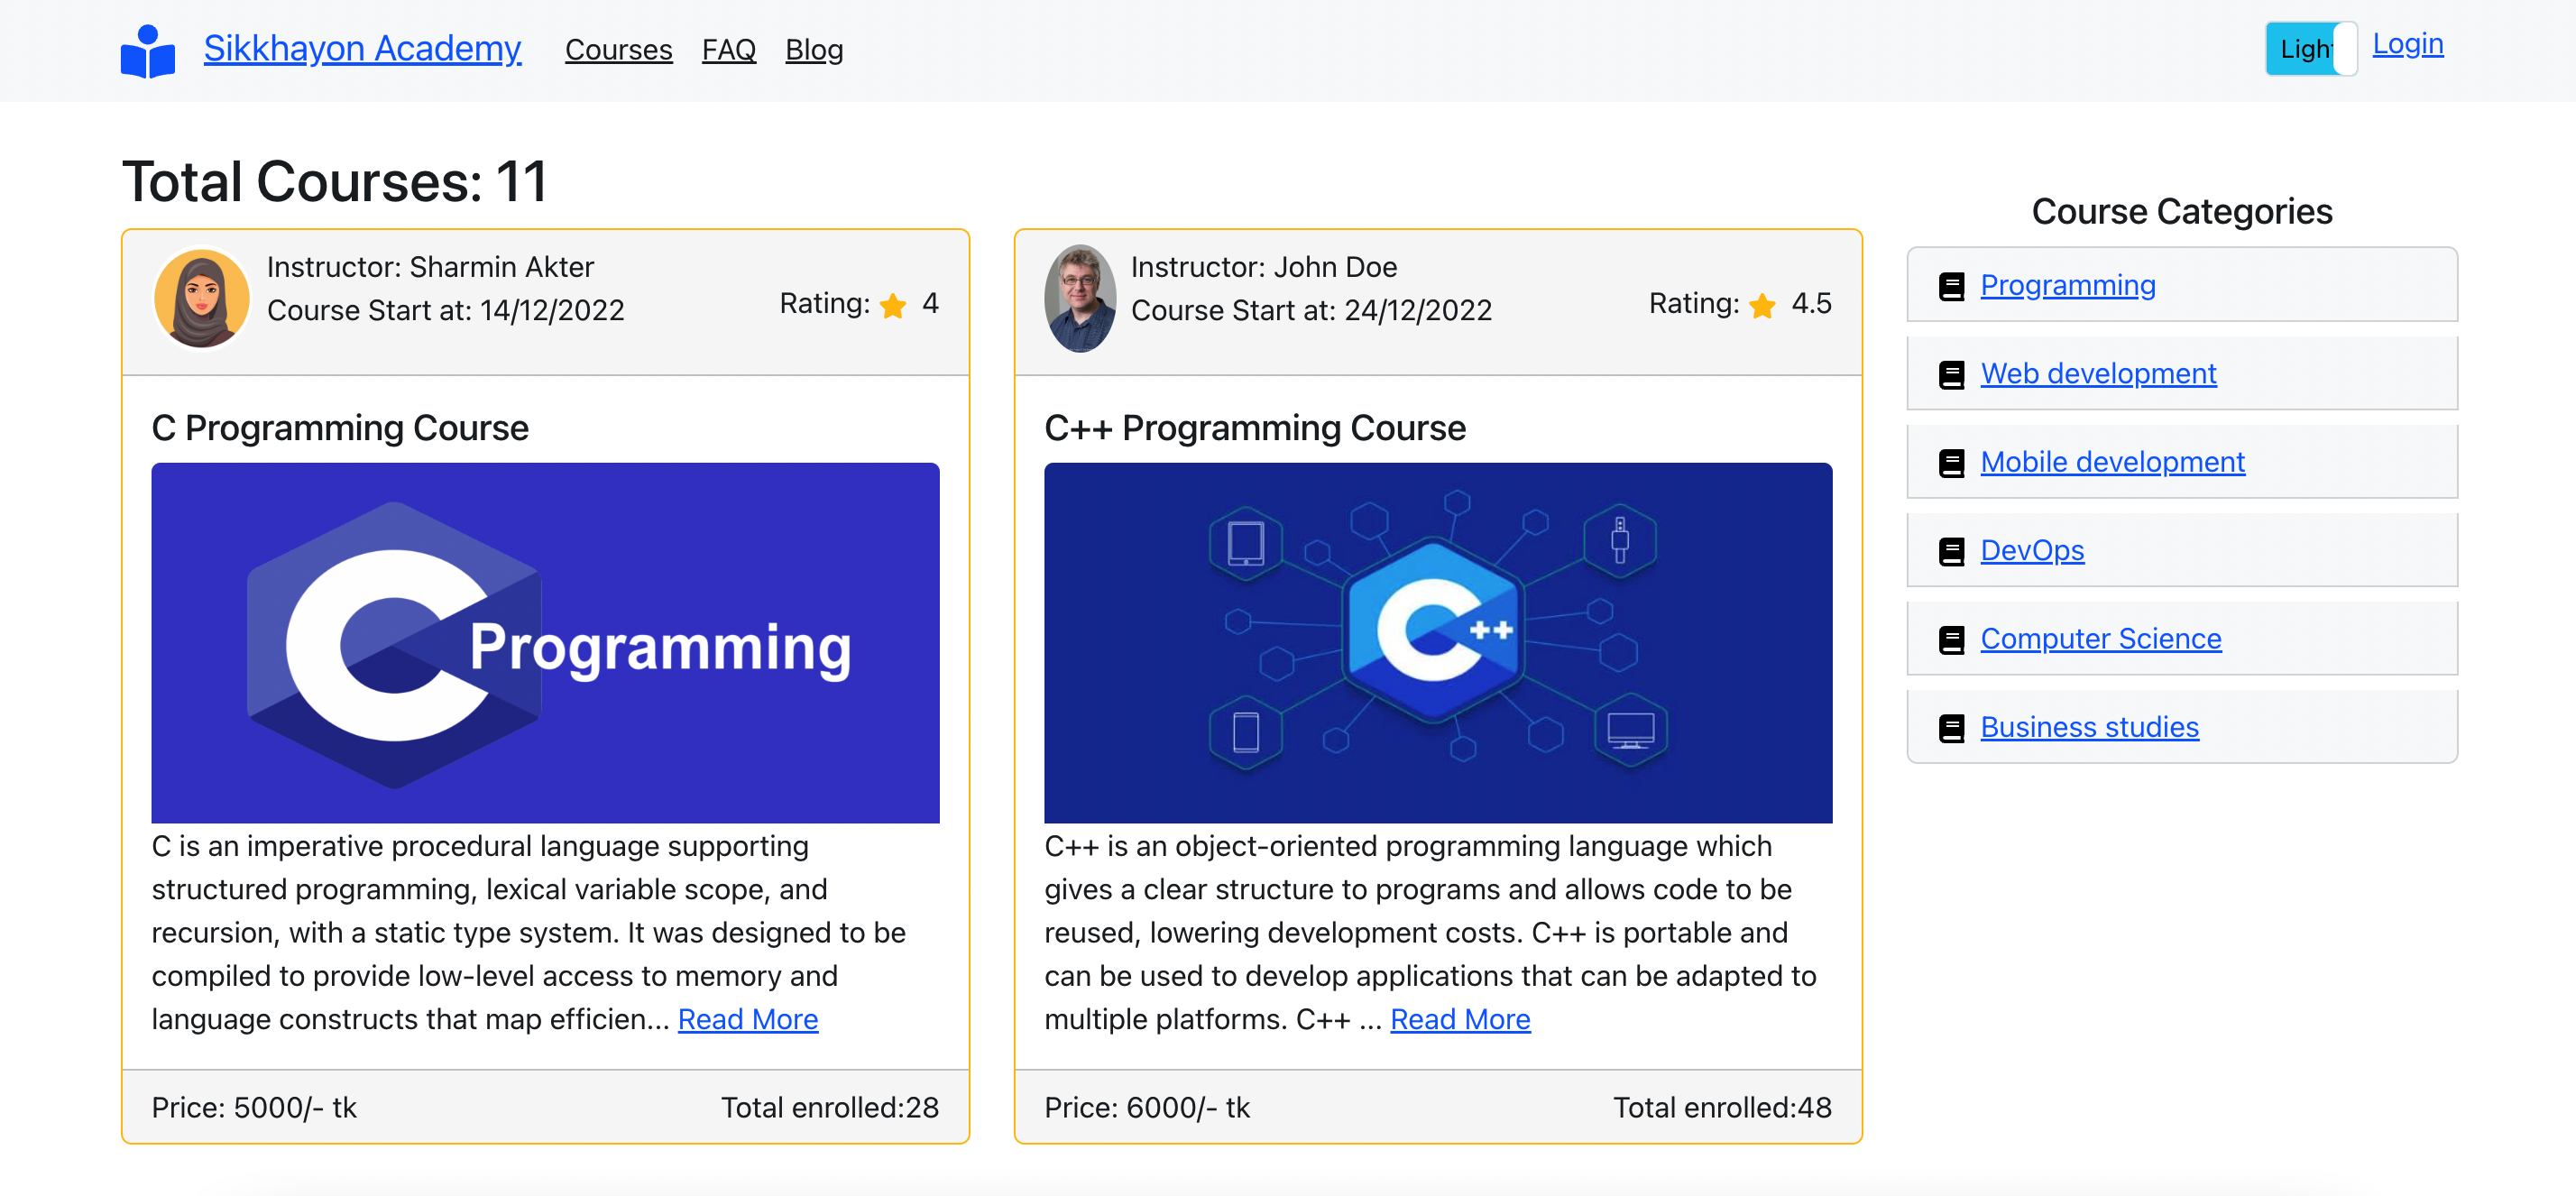 Sikkhayon Academy Courses FAQ Blog Login
Total Courses: 11
Instructor: Sharmin Akter
Course Start at: 14/12/2022
Rating: 4
C Programming Course
C Programming
C is an imperative procedural language supporting
structured programming, lexical variable scope, and
recursion, with a static type system. It was designed to be
compiled to provide low-level access to memory and
language constructs that map efficien... Read More
Price: 5000/- tk Total enrolled:28
Instructor: John Doe
Course Start at: 24/12/2022
Rating: 4.5
C++ Programming Course
C++
C++ is an object-oriented programming language which
gives a clear structure to programs and allows code to be
reused, lowering development costs. C++ is portable and
can be used to develop applications that can be adapted to
multiple platforms. C++ ... Read More
Price: 6000/- tk Total enrolled:48
Course Categories
Programming
Web development
Mobile development
DevOps
Computer Science
Business studies